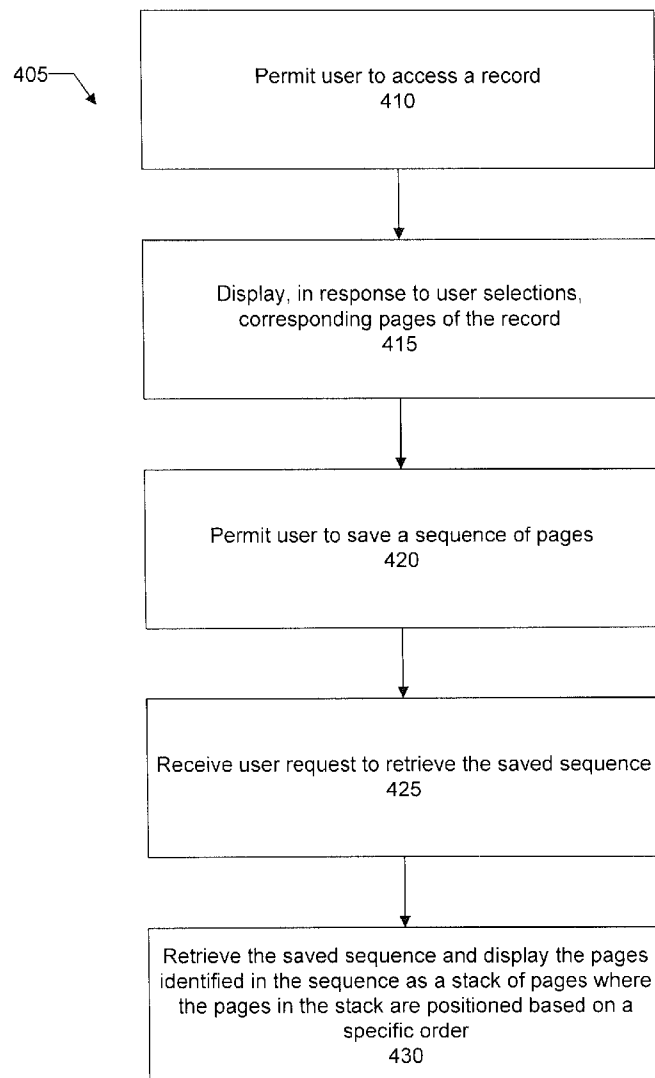 405
Permit user to access a record
410
Display, in response to user selections,
corresponding pages of the record
415
Permit user to save a sequence of pages
420
Receive user request to retrieve the saved sequence
425
Retrieve the saved sequence and display the pages
identified in the sequence as a stack of pages where
the pages in the stack are positioned based on a
specific order
430